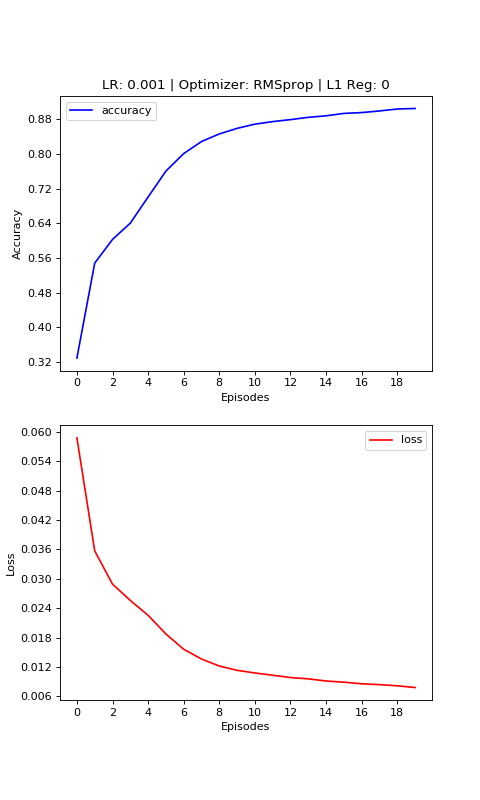 LR: 0.001 | Optimizer: RMSprop | L1 Reg: 0
accuracy
0.88
0.80
0.72
0.64
0.56
0.48
0.40
0.32
Accuracy
0 2 4 6 8 10 12 14 16 18
Episodes
loss
0.060
0.054
0.048
0.042
0.036
0.030
0.024
0.018
0.012
0.006
Loss
0 2 4 6 8 10 12 14 16 18
Episodes